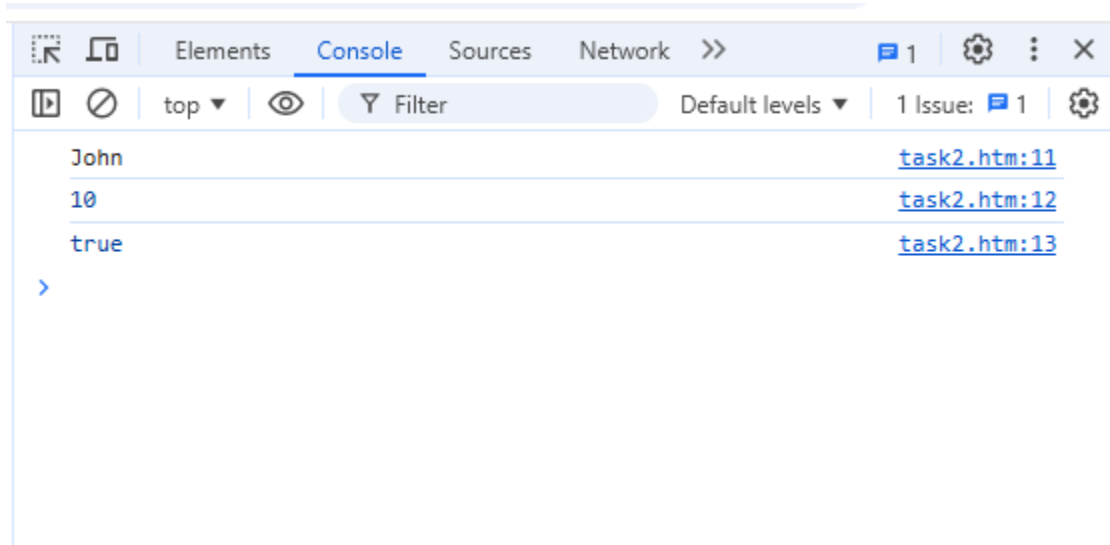 Elements Console Sources Network 1
top Filter Default levels 1 Issue: 1
John task2.htm:11
10 task2.htm:12
true task2.htm:13